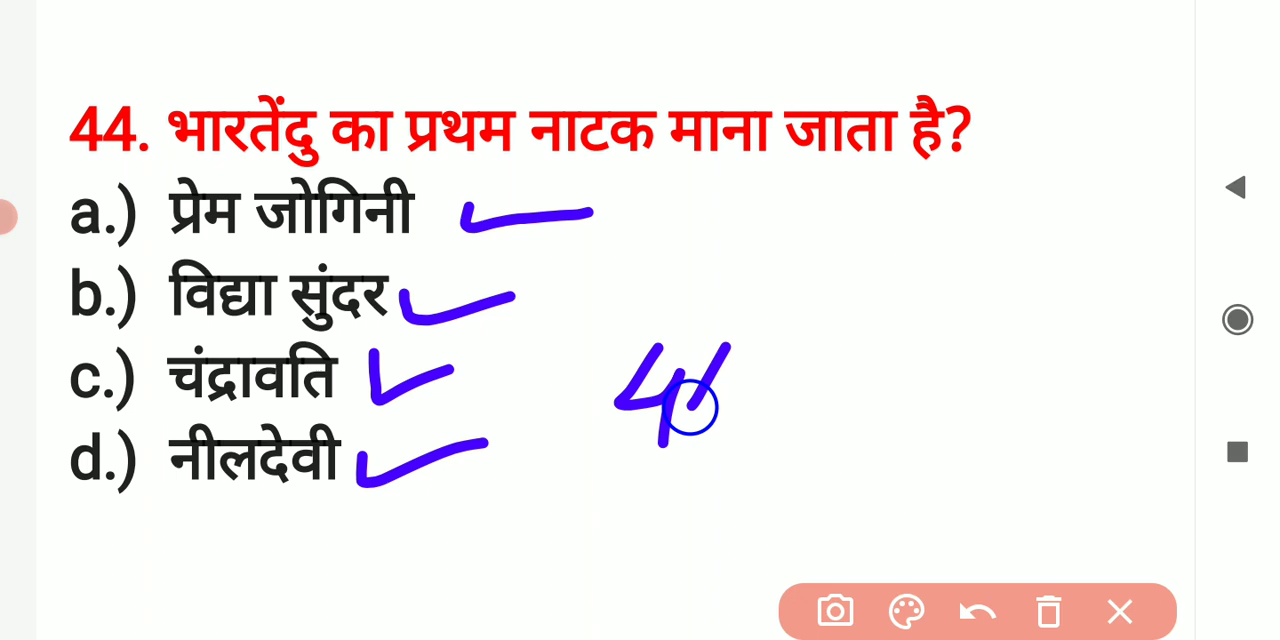 44. भारतेंदु का प्रथम नाटक माना जाता है?
a.) प्रेम जोगिनी
b.) विद्या सुंदर
c.) चंद्रावति
d.) नीलदेवी